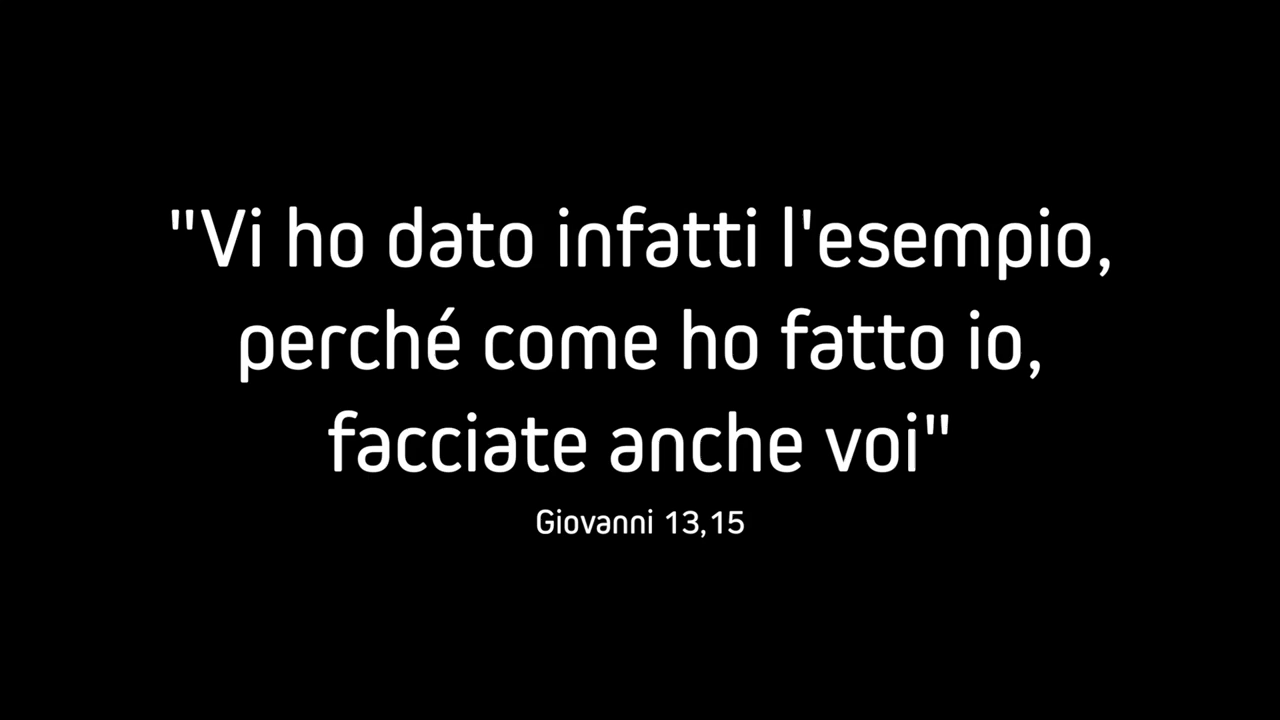 "Vi ho dato infatti l'esempio,
perché come ho fatto io,
facciate anche voi"
Giovanni 13,15